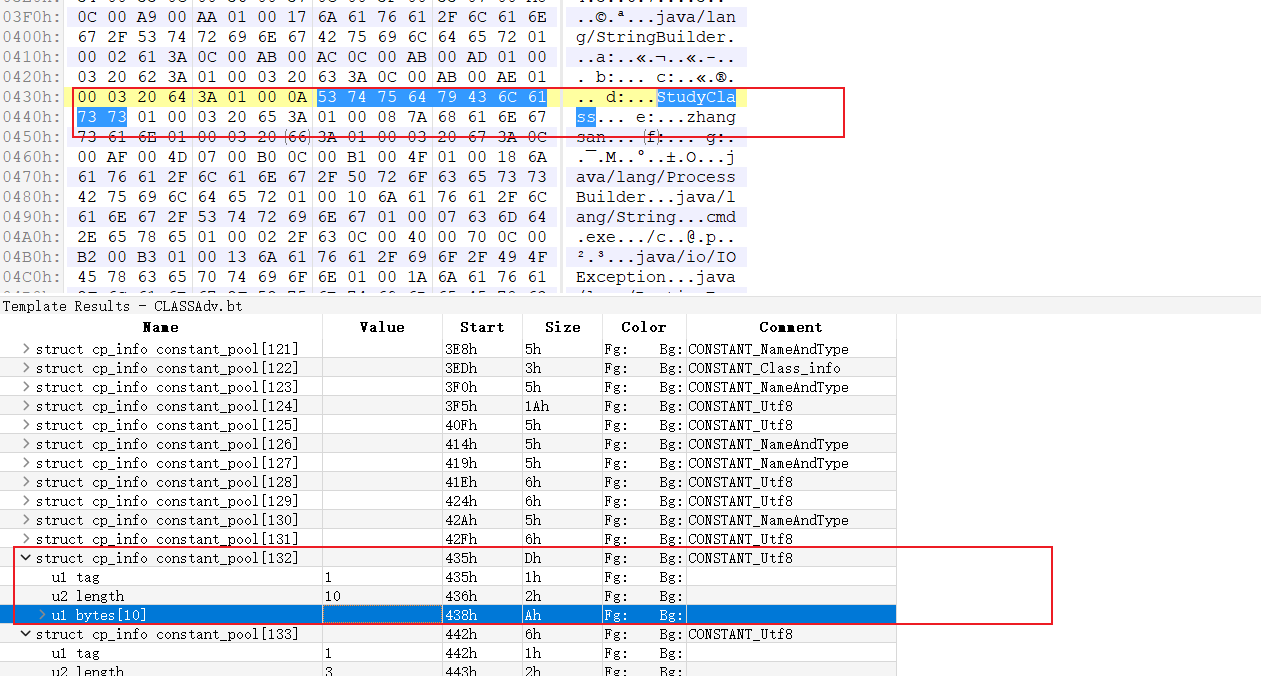 03F0h: 0C 00 A9 00 AA 01 00 17 6A 61 76 61 2F 6C 61 6E ..©.ª...java/lan
0400h: 67 2F 53 74 72 69 6E 67 42 75 69 6C 64 65 72 01 g/StringBuilder.
0410h: 00 02 61 3A 0C 00 AB 00 AC 0C 00 AB 00 AD 01 00 ..a:..«.¬..«.-..
0420h: 03 20 62 3A 01 00 03 20 63 3A 0C 00 AB 00 AE 01 . b:... c:..«.®.
0430h: 00 03 20 64 3A 01 00 0A 53 74 75 64 79 43 6C 61 .. d:...StudyCla
0440h: 73 73 01 00 03 20 65 3A 01 00 08 7A 68 61 6E 67 ss... e:...zhang
0450h: 73 61 6E 01 00 03 20 66 3A 01 00 03 20 67 3A 0C san... f:... g:.
0460h: 00 AF 00 4D 07 00 B0 0C 00 B1 00 4F 01 00 18 6A .¯.M..°..±.O...j
0470h: 61 76 61 2F 6C 61 6E 67 2F 50 72 6F 63 65 73 73 ava/lang/Process
0480h: 42 75 69 6C 64 65 72 01 00 10 6A 61 76 61 2F 6C Builder...java/l
0490h: 61 6E 67 2F 53 74 72 69 6E 67 01 00 07 63 6D 64 ang/String...cmd
04A0h: 2E 65 78 65 01 00 02 2F 63 0C 00 40 00 70 0C 00 .exe.../c..@.p..
04B0h: B2 00 B3 01 00 13 6A 61 76 61 2F 69 6F 2F 49 4F ².³...java/io/IO
04C0h: 45 78 63 65 70 74 69 6F 6E 01 00 1A 6A 61 76 61 Exception...java
Template Results - CLASSAdv.bt
Name Value Start Size Color Comment
struct cp_info constant_pool[121] 3E8h 5h Fg: Bg: CONSTANT_NameAndType
struct cp_info constant_pool[122] 3EDh 3h Fg: Bg: CONSTANT_Class_info
struct cp_info constant_pool[123] 3F0h 5h Fg: Bg: CONSTANT_NameAndType
struct cp_info constant_pool[124] 3F5h 1Ah Fg: Bg: CONSTANT_Utf8
struct cp_info constant_pool[125] 40Fh 5h Fg: Bg: CONSTANT_Utf8
struct cp_info constant_pool[126] 414h 5h Fg: Bg: CONSTANT_NameAndType
struct cp_info constant_pool[127] 419h 5h Fg: Bg: CONSTANT_NameAndType
struct cp_info constant_pool[128] 41Eh 6h Fg: Bg: CONSTANT_Utf8
struct cp_info constant_pool[129] 424h 6h Fg: Bg: CONSTANT_Utf8
struct cp_info constant_pool[130] 42Ah 5h Fg: Bg: CONSTANT_NameAndType
struct cp_info constant_pool[131] 42Fh 6h Fg: Bg: CONSTANT_Utf8
struct cp_info constant_pool[132] 435h Dh Fg: Bg: CONSTANT_Utf8
u1 tag 1 435h 1h Fg: Bg:
u2 length 10 436h 2h Fg: Bg:
u1 bytes[10] 438h Ah Fg: Bg:
struct cp_info constant_pool[133] 442h 6h Fg: Bg: CONSTANT_Utf8
u1 tag 1 442h 1h Fg: Bg:
u2 length 3 443h 2h Fg: Bg: